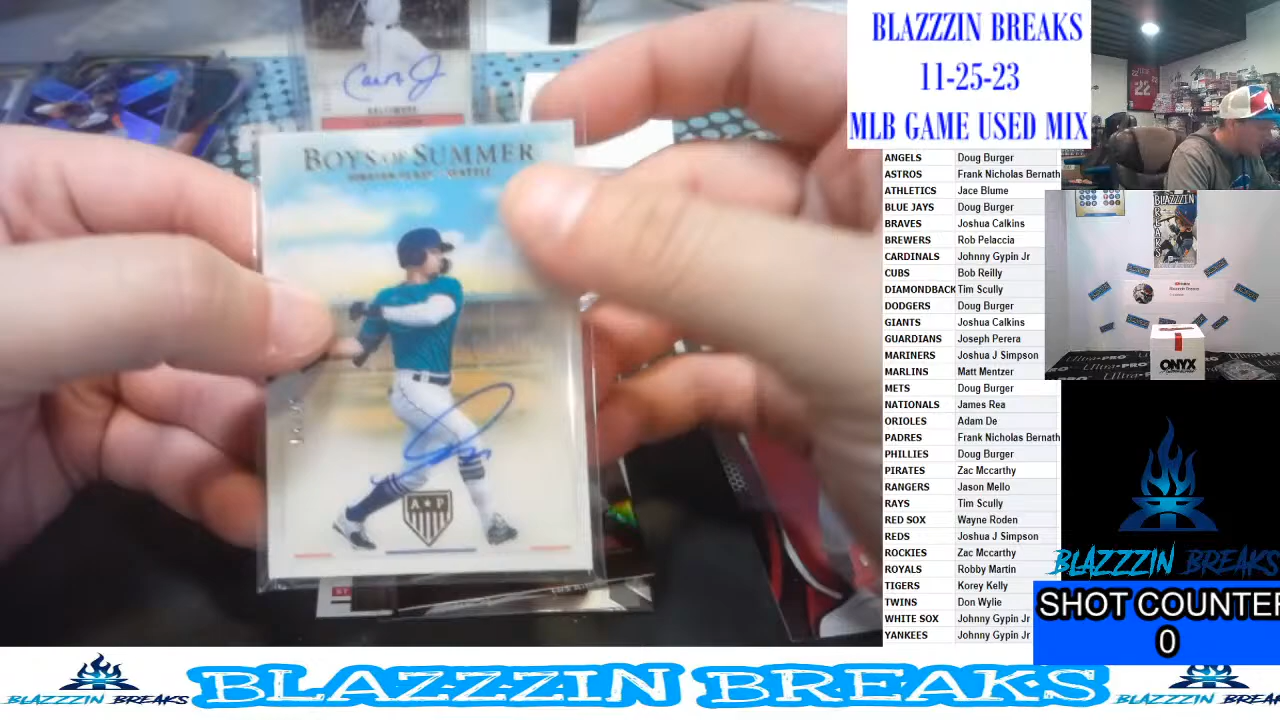 BLAZZZIN BREAKS
11-25-23
MLB GAME USED MIX
BOYS OF SUMMER
SEATTLE
A P
ANGELS Doug Burger
ASTROS Frank Nicholas Bernath
ATHLETICS Jace Blume
BLUE JAYS Doug Burger
BRAVES Joshua Calkins
BREWERS Rob Pelaccia
CARDINALS Johnny Gypin Jr
CUBS Bob Reilly
DIAMONDBACK Tim Scully
DODGERS Doug Burger
GIANTS Joshua Calkins
GUARDIANS Joseph Perera
MARINERS Joshua J Simpson
MARLINS Matt Mentzer
METS Doug Burger
NATIONALS James Rea
ORIOLES Adam De
PADRES Frank Nicholas Bernath
PHILLIES Doug Burger
PIRATES Zac Mccarthy
RANGERS Jason Mello
RAYS Tim Scully
RED SOX Wayne Roden
REDS Joshua J Simpson
ROCKIES Zac Mccarthy
ROYALS Robby Martin
TIGERS Korey Kelly
TWINS Don Wylie
WHITE SOX Johnny Gypin Jr
YANKEES Johnny Gypin Jr
22
BLAZZZIN
BREAKS
ONYX
BLAZZZIN BREAKS
SHOT COUNTER
0
BLAZZZIN BREAKS
BLAZZZIN BREAKS
BLAZZZIN BREA